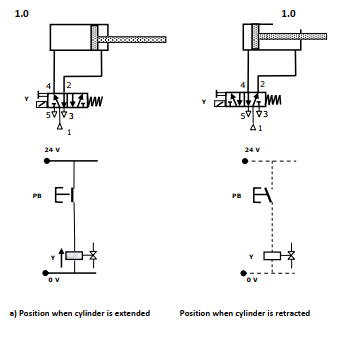 1.0
1.0
4
2
4
2
Y
Y
5
3
5
3
1
1
24 V
24 V
PB
PB
Y
Y
0 V
0 V
a) Position when cylinder is extended
Position when cylinder is retracted